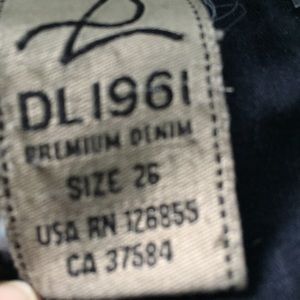 DL1961
PREMIUM DENIM
SIZE 26
USA RN 126855
CA 37584